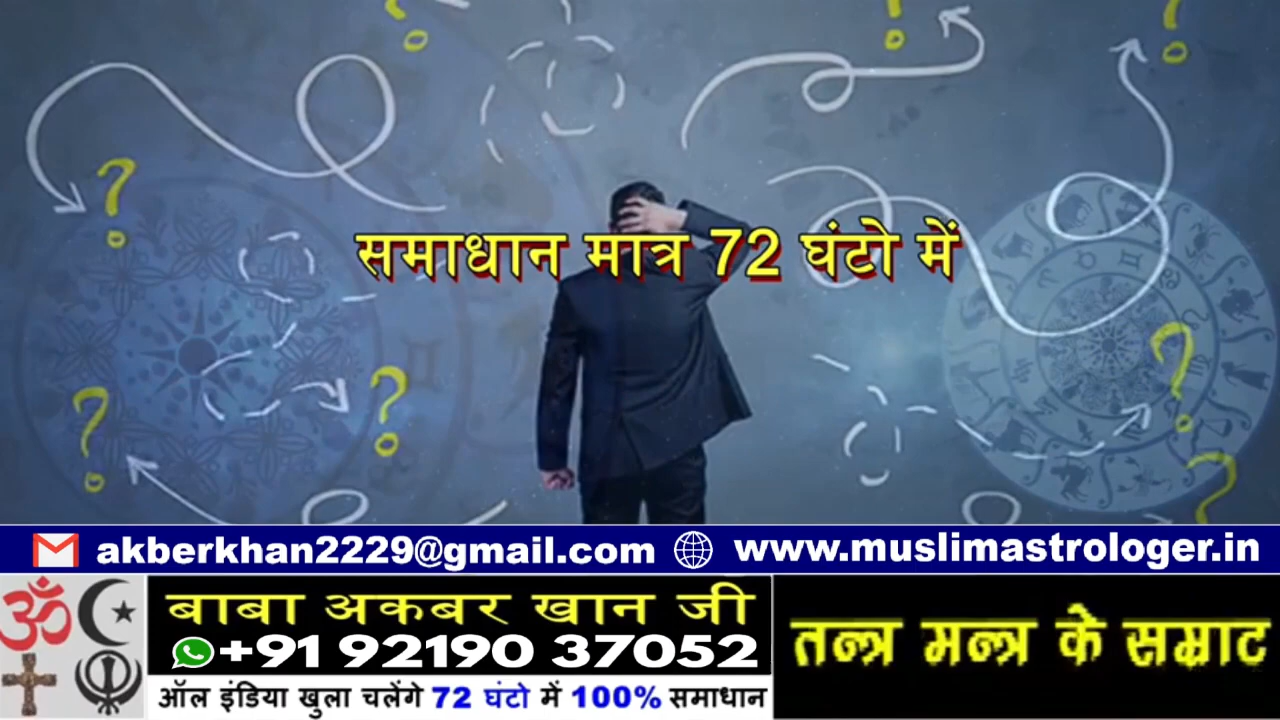 समाधान मात्र 72 घंटो में
akberkhan2229@gmail.com www.muslimastrologer.in
बाबा अकबर खान जी
+91 92190 37052
ऑल इंडिया खुला चलेंगे 72 घंटो में 100% समाधान
तन्त्र मन्त्र के सम्राट